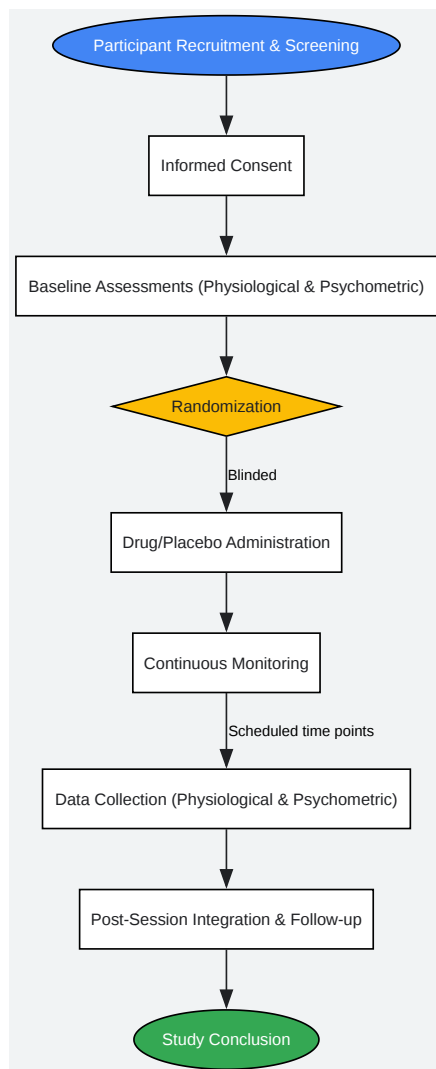 Participant Recruitment & Screening
Informed Consent
Baseline Assessments (Physiological & Psychometric)
Randomization
Blinded
Drug/Placebo Administration
Continuous Monitoring
Scheduled time points
Data Collection (Physiological & Psychometric)
Post-Session Integration & Follow-up
Study Conclusion